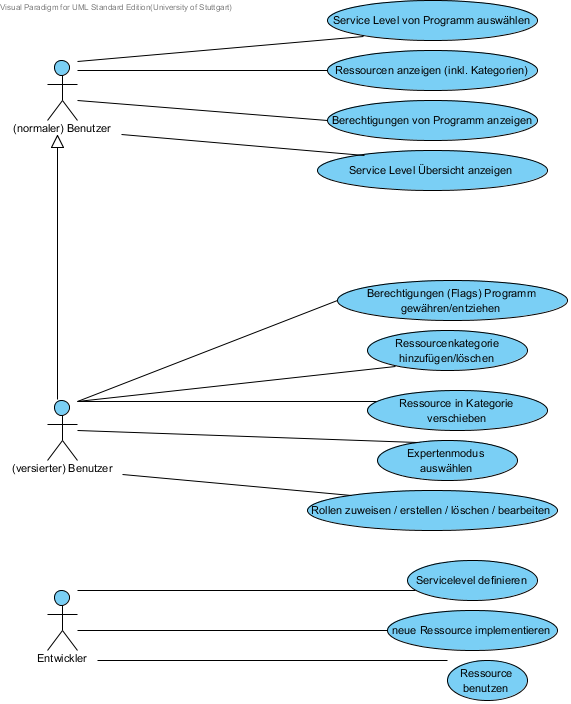 Visual Paradigm for UML Standard Edition(University of Stuttgart)
Service Level von Programm auswählen
Ressourcen anzeigen (inkl. Kategorien)
Berechtigungen von Programm anzeigen
(normaler) Benutzer
Service Level Übersicht anzeigen
Berechtigungen (Flags) Programm
gewähren/entziehen
Ressourcenkategorie
hinzufügen/löschen
Ressource in Kategorie
verschieben
Expertenmodus
auswählen
(versierter) Benutzer
Rollen zuweisen / erstellen / löschen / bearbeiten
Servicelevel definieren
neue Ressource implementieren
Entwickler
Ressource
benutzen